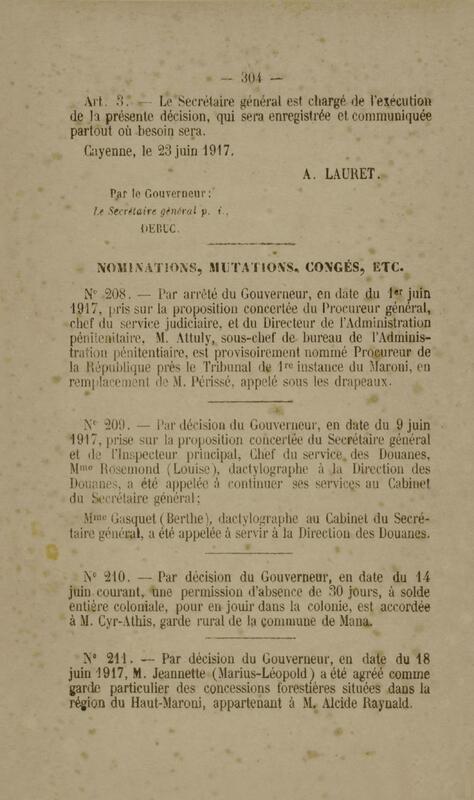 — 304 —
Art. 3. — Le Secrétaire général est chargé de l'exécution
de la présente décision, qui sera enregistrée et communiquée
partout où besoin sera.
Cayenne, le 23 juin 1917.
A. LAURET.
Par le Gouverneur:
Le Secrétaire général p. i.,
DEBUC.
NOMINATIONS, MUTATIONS, CONGÉS, ETC.
N° 208. — Par arrêté du Gouverneur, en date du 1er juin
1917, pris sur la proposition concertée du Procureur général,
chef du service judiciaire, et du Directeur de l'Administration
pénitenitaire, M. Attuly, sous-chef de bureau de l'Adminis-
tration pénitentiaire, est provisoirement nommé Procureur de
la République près le Tribunal de 1re instance du Maroni, en
remplacement de M. Périssé, appelé sous les drapeaux.
N° 209. — Par décision du Gouverneur, en date du 9 juin
1917, prise sur la proposition concertée du Secrétaire général
et de l'Inspecteur principal, Chef du service des Douanes,
Mme Rosemond (Louise), dactylographe à la Direction des
Douanes, a été appelée à continuer ses services au Cabinet
du Secrétaire général;
Mme Gasquet (Berthe), dactylographe au Cabinet du Secré-
taire général, a été appelée à servir à la Direction des Douanes.
N° 210. — Par décision du Gouverneur, en date du 14
juin courant, une permission d'absence de 30 jours, à solde
entière coloniale, pour en jouir dans la colonie, est accordée
à M. Cyr-Athis, garde rural de la commune de Mana.
N° 211. — Par décision du Gouverneur, en date du 18
juin 1917, M. Jeannette (Marius-Léopold) a été agréé comme
garde particulier des concessions forestières situées dans la
région du Haut-Maroni, appartenant à M. Alcide Raynald.